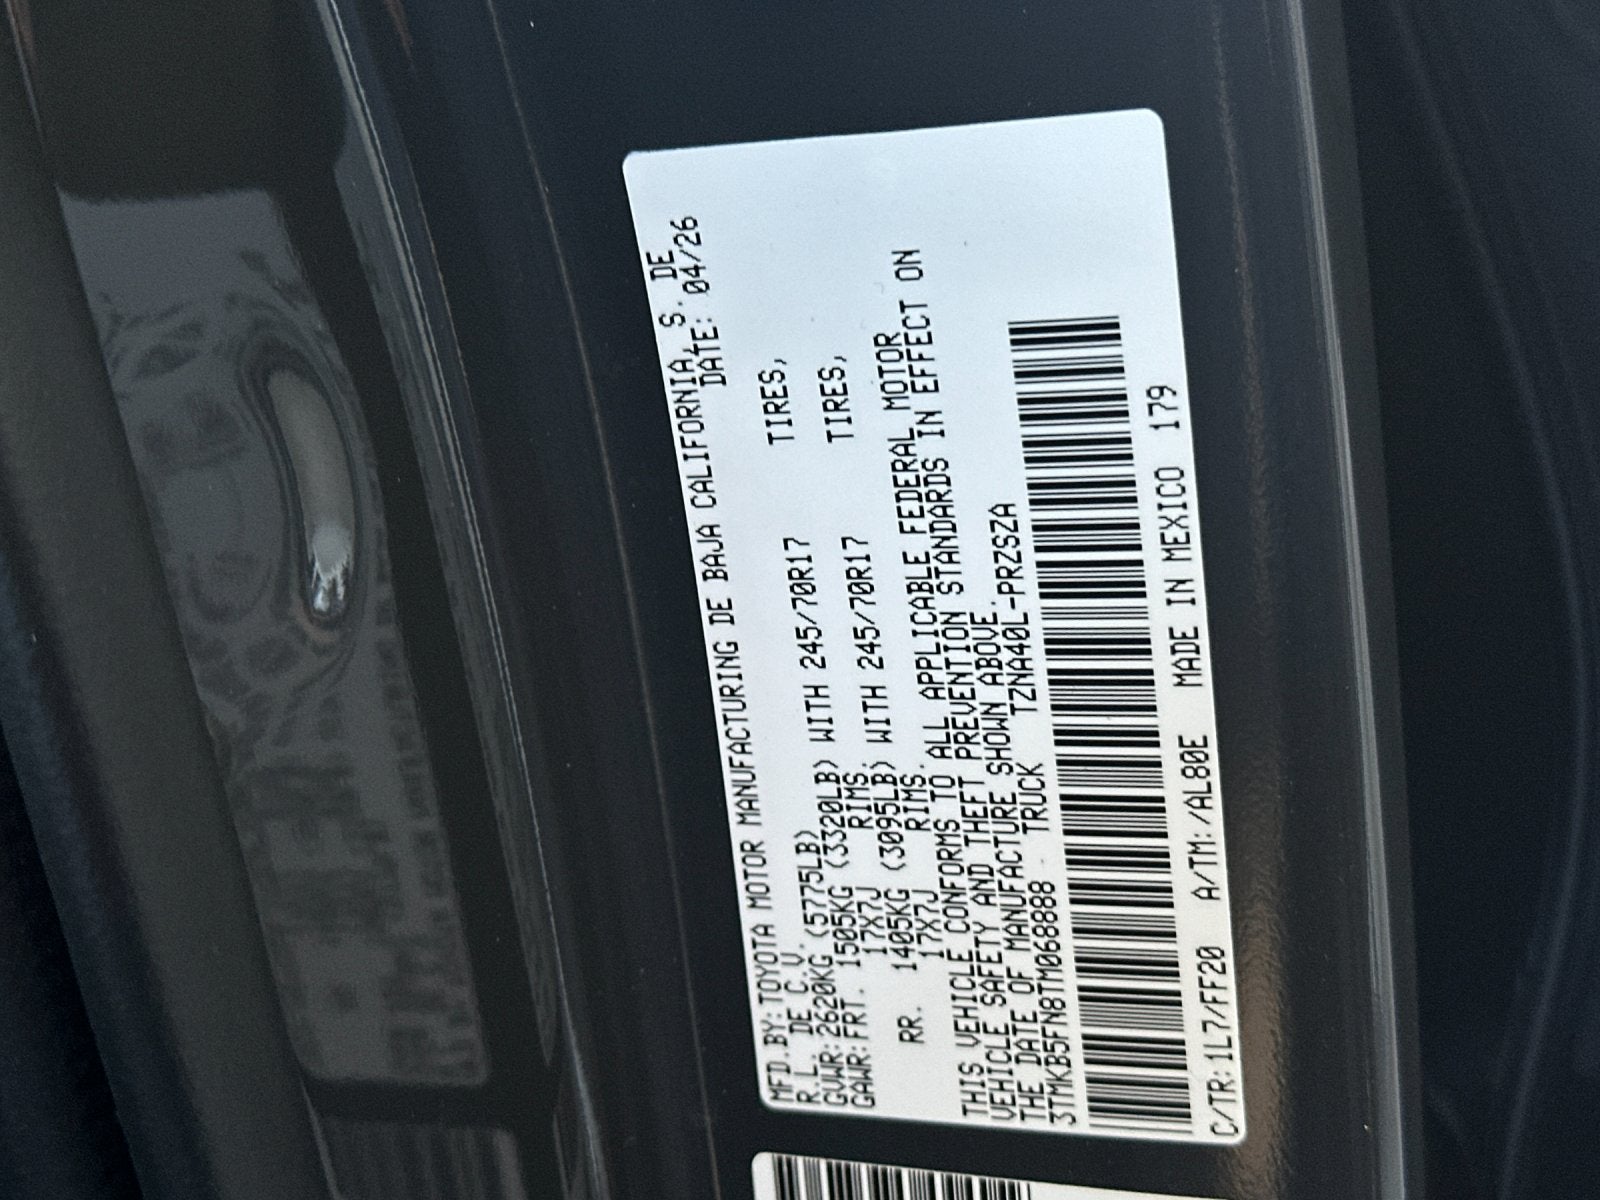 MFD.BY:TOYOTA MOTOR MANUFACTURING DE BAJA CALIFORNIA, S. DE
R.L. DE C.V. DATE: 04/26
GVWR:2620KG (5775LB)
GAWR:FRT. 1505KG (3320LB) WITH 245/70R17 TIRES,
17X7J RIMS.
RR. 1405KG (3095LB) WITH 245/70R17 TIRES,
17X7J RIMS.
THIS VEHICLE CONFORMS TO ALL APPLICABLE FEDERAL MOTOR
VEHICLE SAFETY AND THEFT PREVENTION STANDARDS IN EFFECT ON
THE DATE OF MANUFACTURE SHOWN ABOVE.
3TMKB5FN8TM068888 TRUCK TZNA40L-PRZSZA
C/TR:1L7/FF20 A/TM:/AL80E MADE IN MEXICO 179